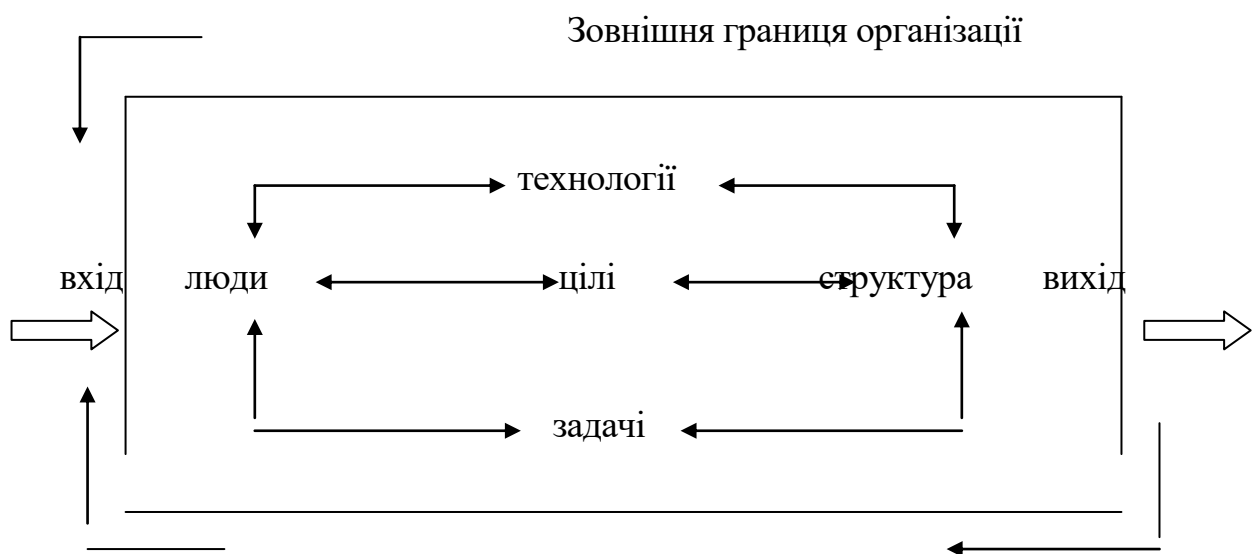 Зовнішня границя організації
технології
вхід люди цілі структура вихід
задачі